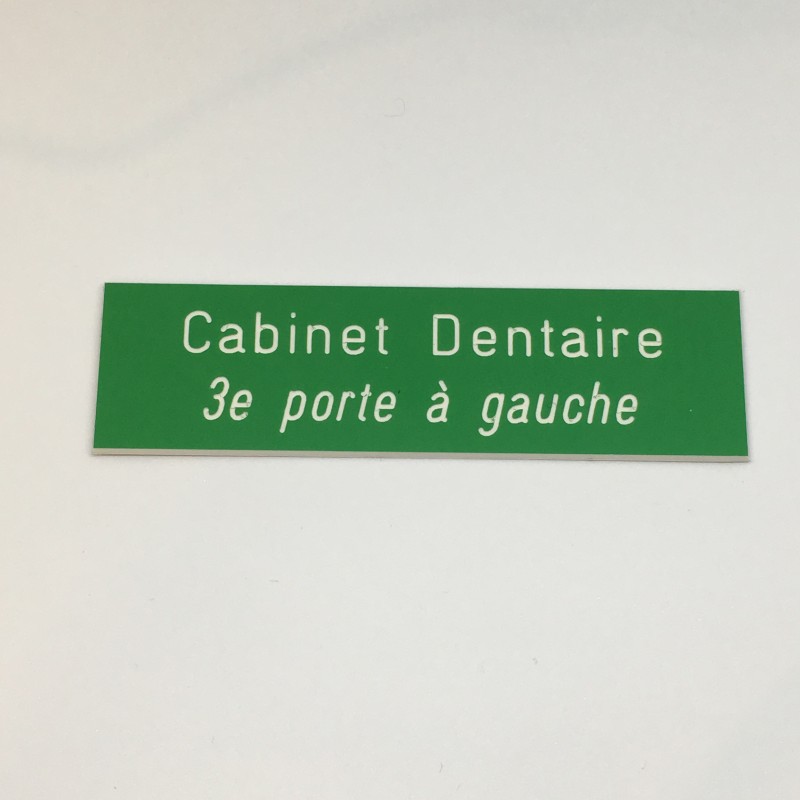 Cabinet Dentaire
3e porte à gauche